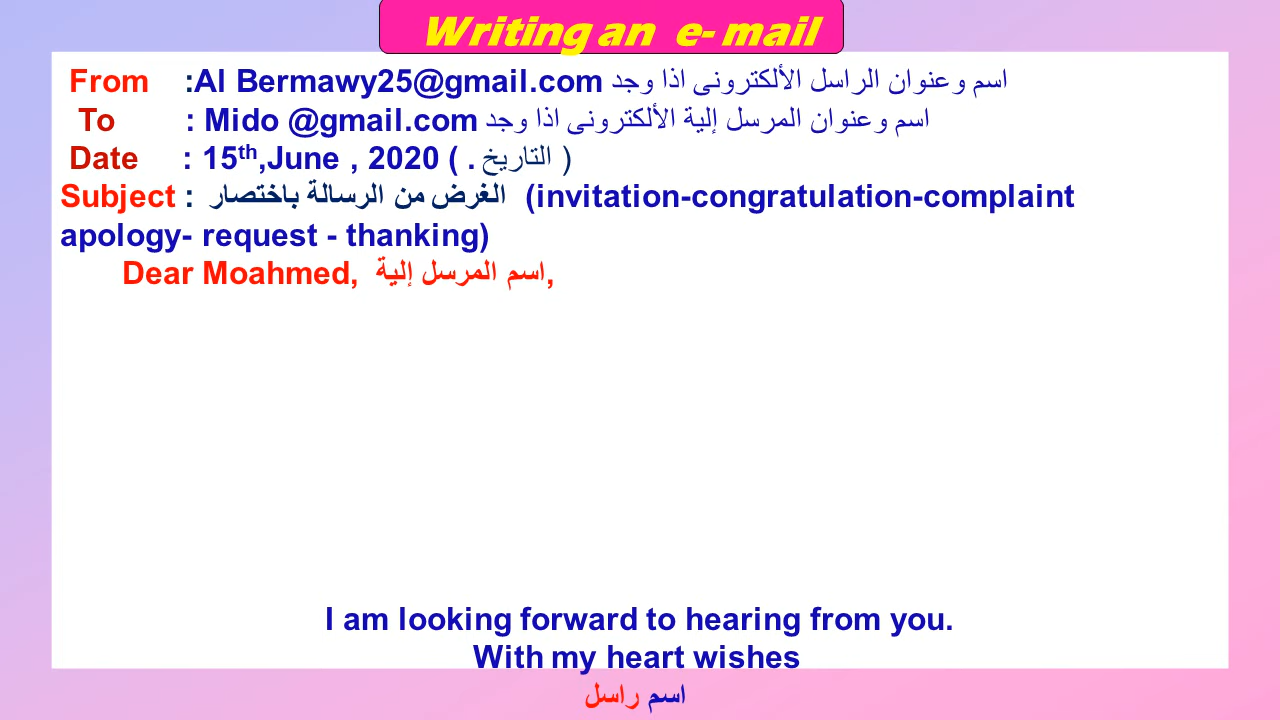 Writing an e- mail
From :Al Bermawy25@gmail.com اسم وعنوان الراسل الألكترونى اذا وجد
To : Mido @gmail.com اسم وعنوان المرسل إلية الألكترونى اذا وجد
Date : 15th,June , 2020 ( . التاريخ )
Subject : الغرض من الرسالة باختصار (invitation-congratulation-complaint
apology- request - thanking)
Dear Moahmed, اسم المرسل إلية,
I am looking forward to hearing from you.
With my heart wishes
اسم راسل